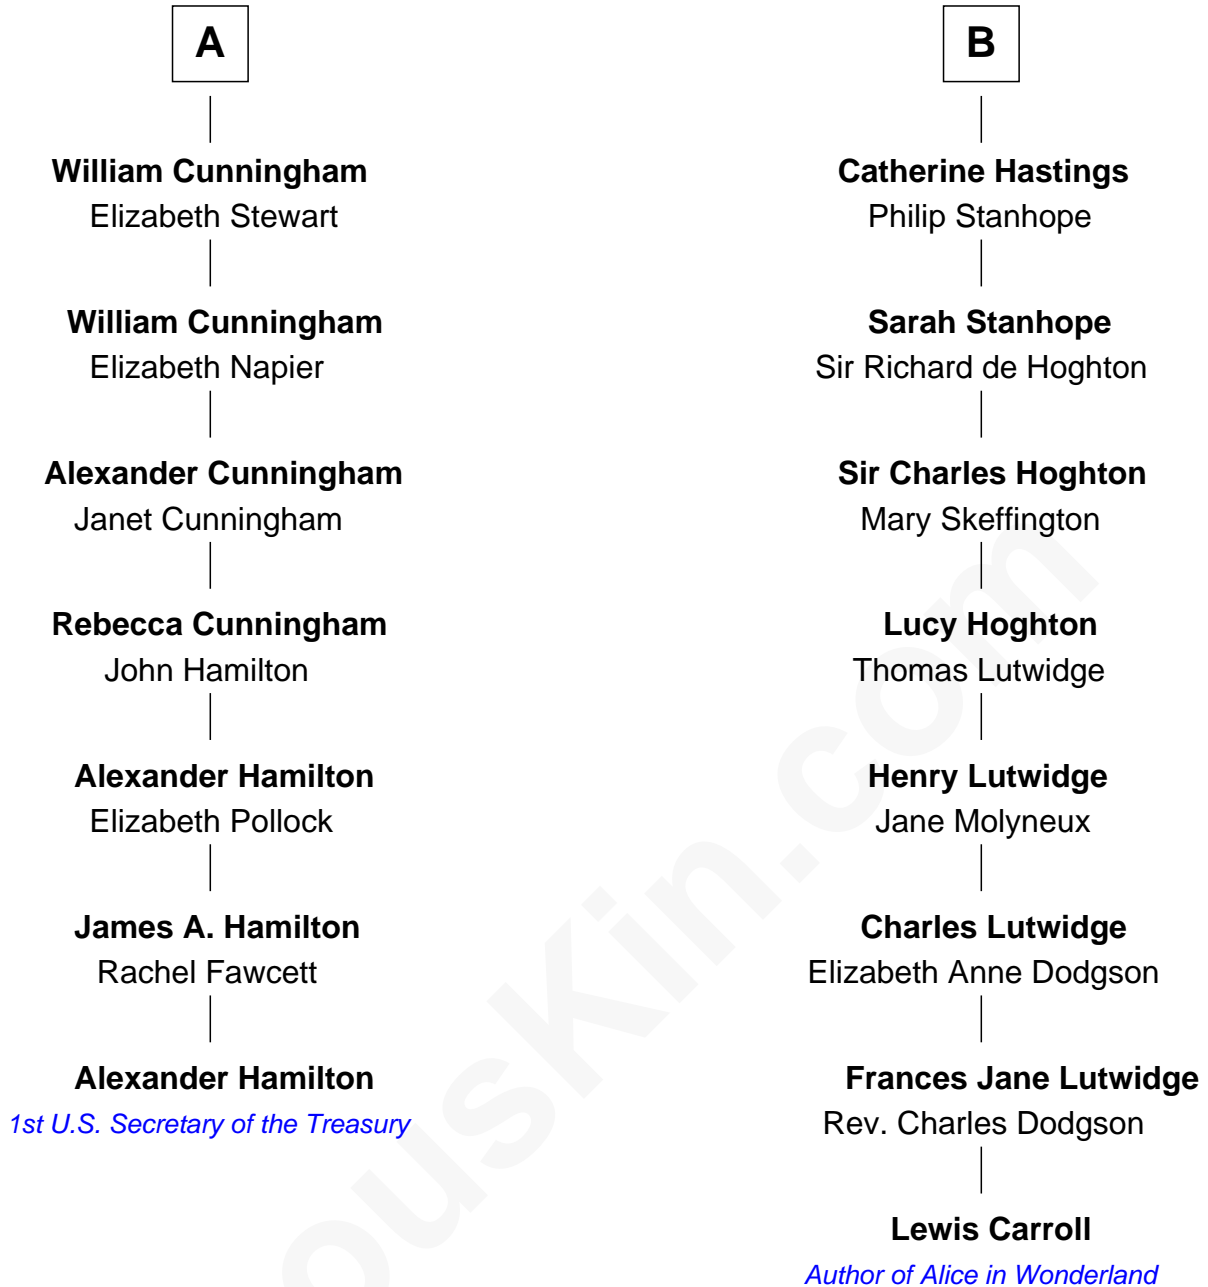 A
William Cunningham
Elizabeth Stewart
William Cunningham
Elizabeth Napier
Alexander Cunningham
Janet Cunningham
Rebecca Cunningham
John Hamilton
Alexander Hamilton
Elizabeth Pollock
James A. Hamilton
Rachel Fawcett
Alexander Hamilton
1st U.S. Secretary of the Treasury
B
Catherine Hastings
Philip Stanhope
Sarah Stanhope
Sir Richard de Hoghton
Sir Charles Hoghton
Mary Skeffington
Lucy Hoghton
Thomas Lutwidge
Henry Lutwidge
Jane Molyneux
Charles Lutwidge
Elizabeth Anne Dodgson
Frances Jane Lutwidge
Rev. Charles Dodgson
Lewis Carroll
Author of Alice in Wonderland
ousKin.com